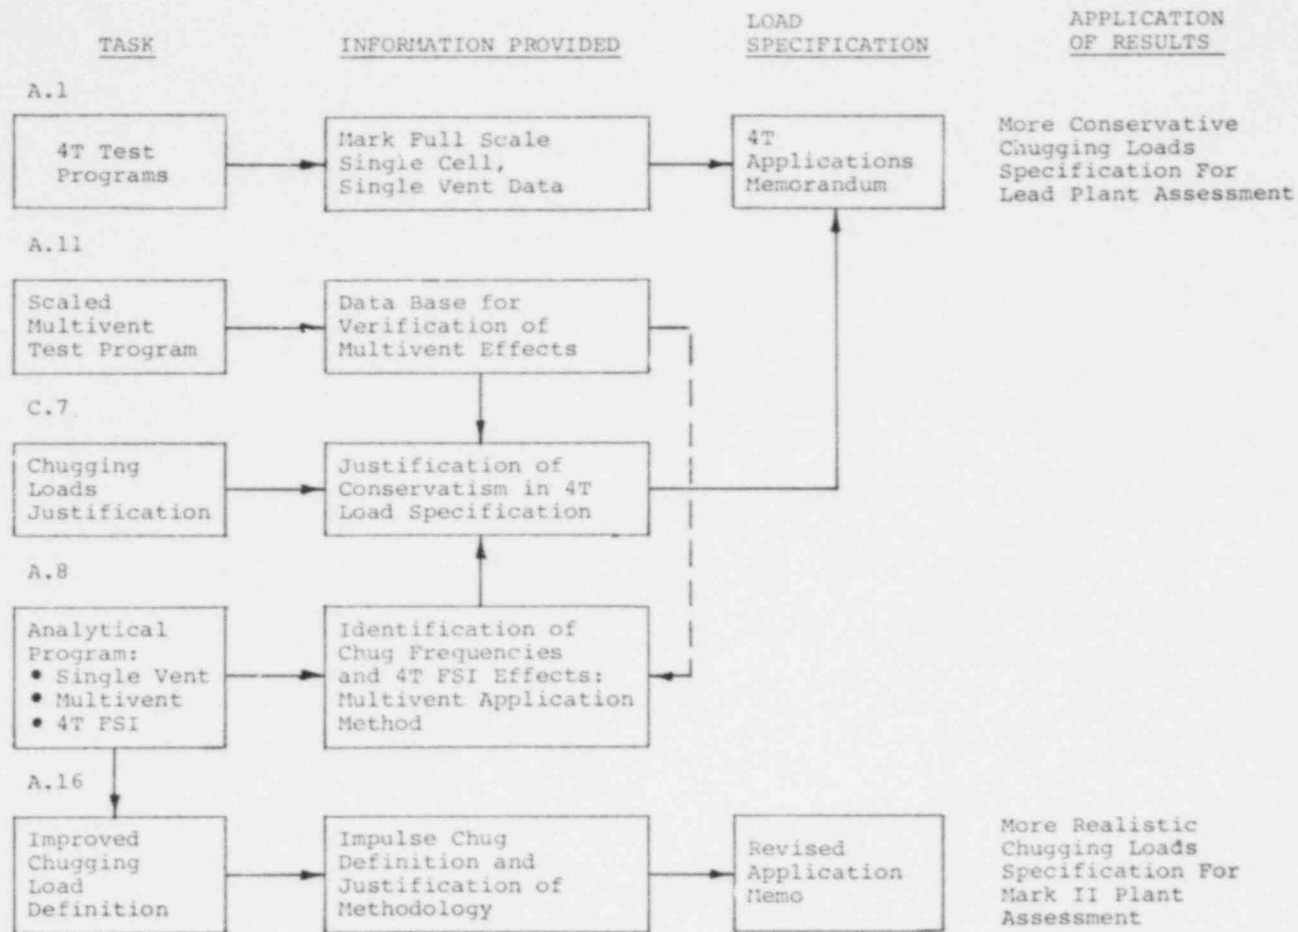 TASK
INFORMATION PROVIDED
LOAD
SPECIFICATION
APPLICATION
OF RESULTS
A.1
4T Test
Programs
Mark Full Scale
Single Cell,
Single Vent Data
4T
Applications
Memorandum
More Conservative
Chugging Loads
Specification For
Lead Plant Assessment
A.11
Scaled
Multivent
Test Program
Data Base for
Verification of
Multivent Effects
C.7
Chugging
Loads
Justification
Justification of
Conservatism in 4T
Load Specification
A.8
Analytical
Program:
• Single Vent
• Multivent
• 4T FSI
Identification of
Chug Frequencies
and 4T FSI Effects:
Multivent Application
Method
A.16
Improved
Chugging
Load
Definition
Impulse Chug
Definition and
Justification of
Methodology
Revised
Application
Memo
More Realistic
Chugging Loads
Specification For
Mark II Plant
Assessment